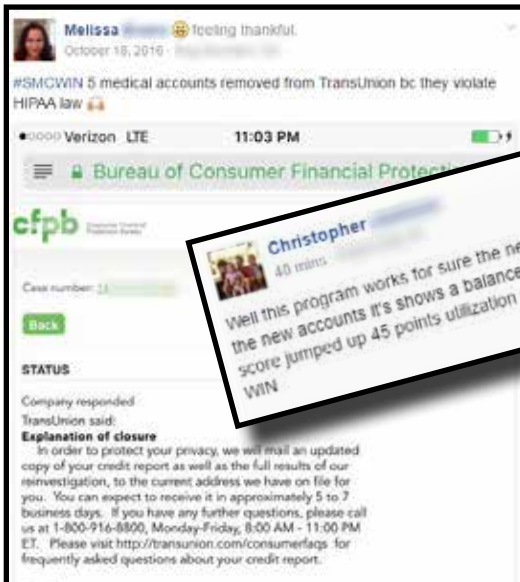 Melissa feeling thankful.
October 18, 2016 ·
#SMCWIN 5 medical accounts removed from TransUnion bc they violate
HIPAA law
Verizon LTE 11:03 PM
Bureau of Consumer Financial Protec
cfpb Consumer Financial
Protection Bureau
Case number:
Back
STATUS
Company responded
TransUnion said:
Explanation of closure
In order to protect your privacy, we will mail an updated
copy of your credit report as well as the full results of our
reinvestigation, to the current address we have on file for
you. You can expect to receive it in approximately 5 to 7
business days. If you have any further questions, please call
us at 1-800-916-8800, Monday-Friday, 8:00 AM - 11:00 PM
ET. Please visit http://transunion.com/consumerfaqs for
frequently asked questions about your credit report.
Christopher
40 mins
Well this program works for sure the ne
the new accounts it's shows a balance
score jumped up 45 points utilization
WIN